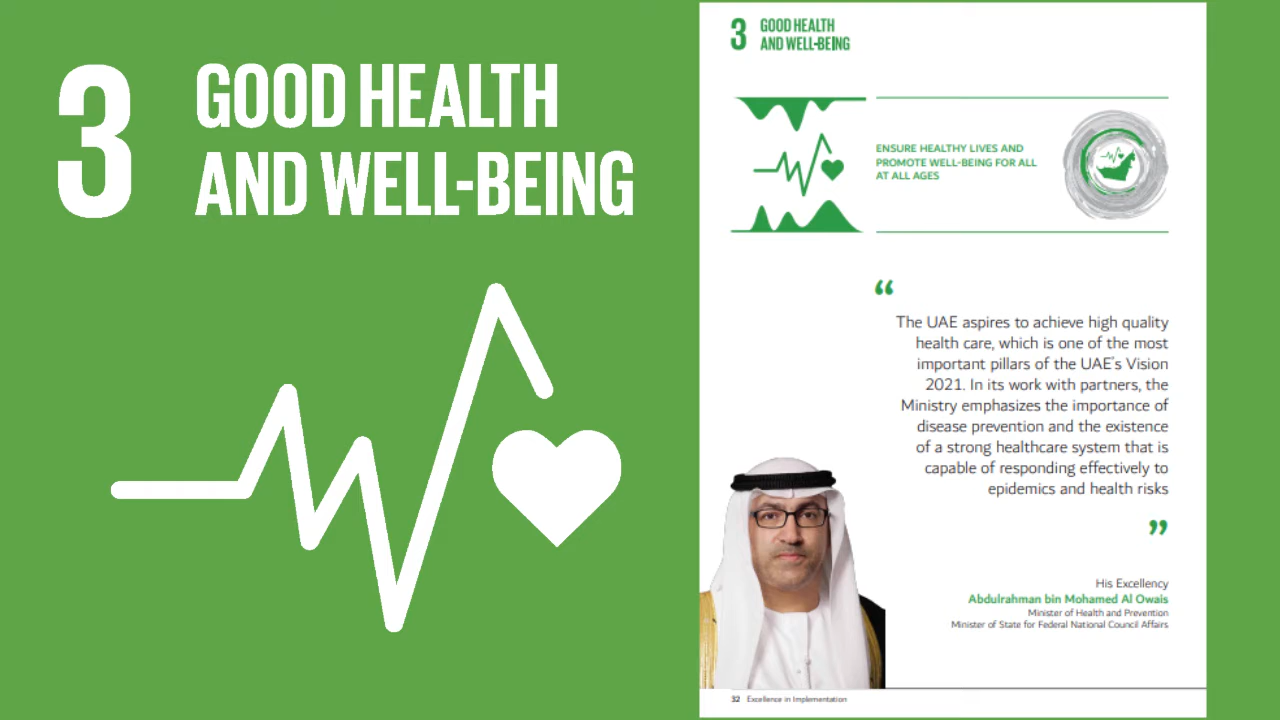 3
GOOD HEALTH
AND WELL-BEING
3
GOOD HEALTH
AND WELL-BEING
ENSURE HEALTHY LIVES AND
PROMOTE WELL-BEING FOR ALL
AT ALL AGES
“
The UAE aspires to achieve high quality
health care, which is one of the most
important pillars of the UAE's Vision
2021. In its work with partners, the
Ministry emphasizes the importance of
disease prevention and the existence
of a strong healthcare system that is
capable of responding effectively to
epidemics and health risks
”
His Excellency
Abdulrahman bin Mohamed Al Owais
Minister of Health and Prevention
Minister of State for Federal National Council Affairs
32 Excellence in Implementation